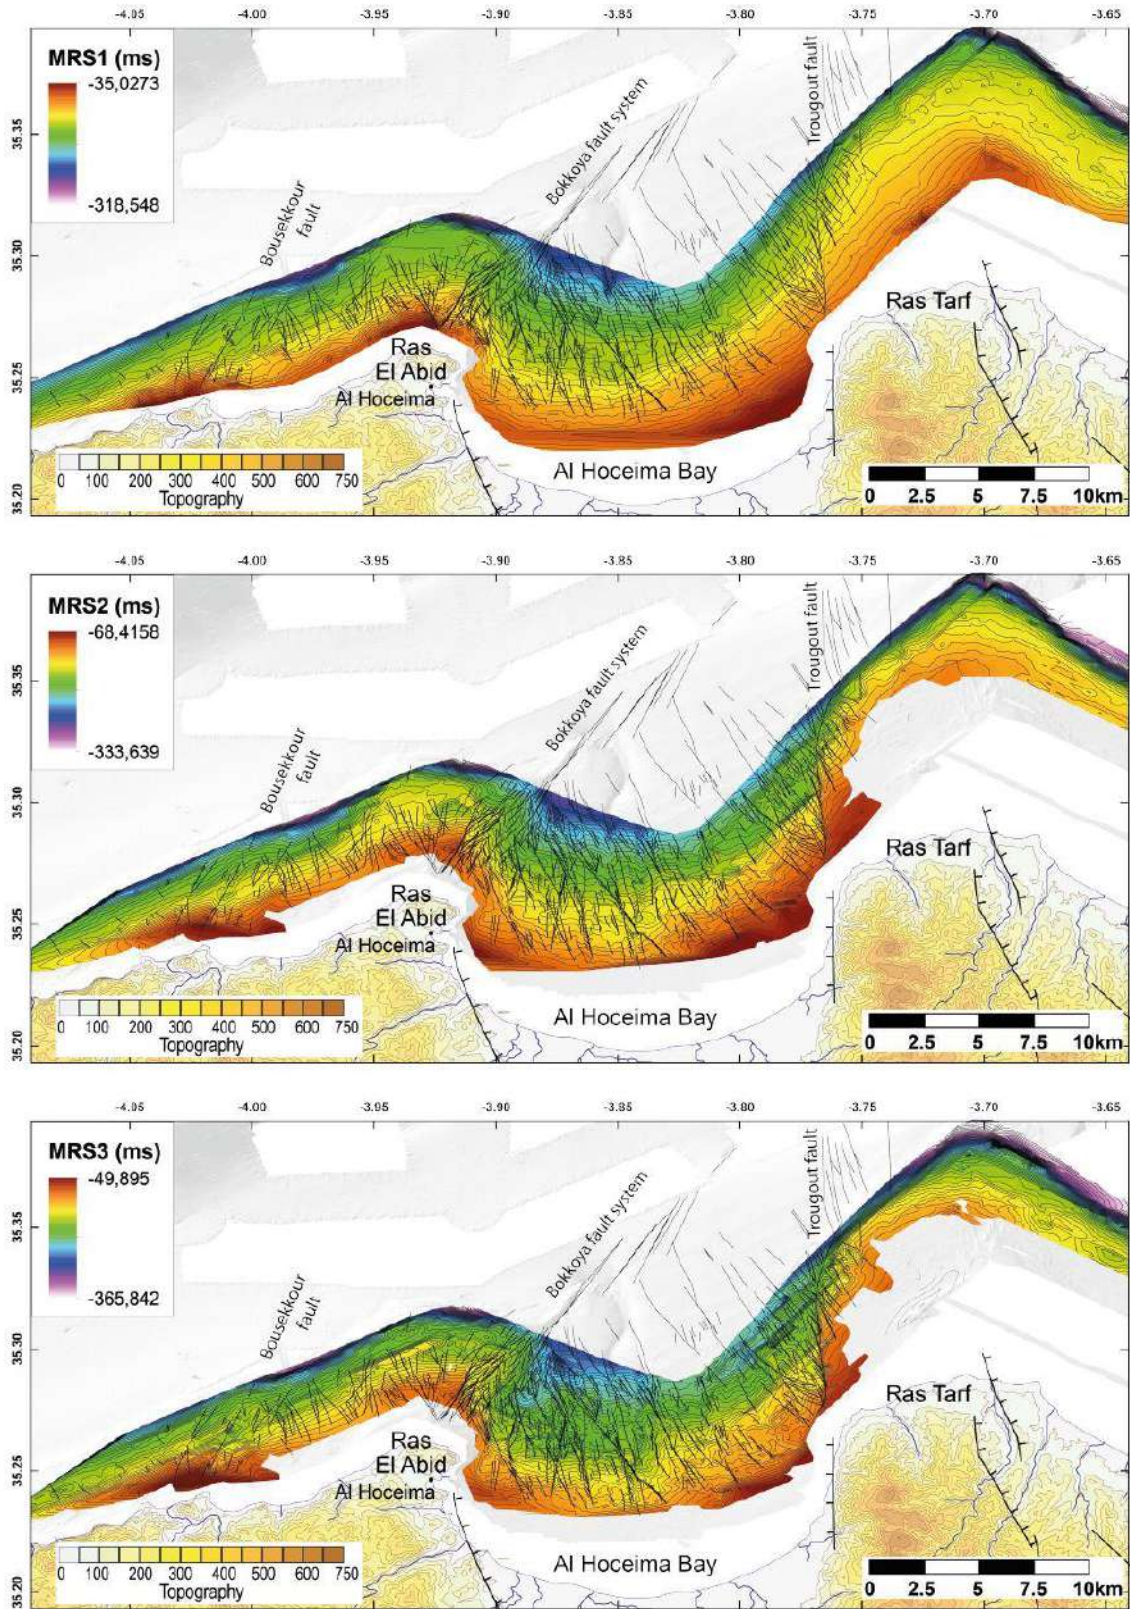 -4.05 -4.00 -3.95 -3.90 -3.85 -3.80 -3.75 -3.70 -3.65
MRS1 (ms)
-35,0273
-318,548
35.35
35.30
35.25
35.20
Bousekkour
fault
Bokkoya fault system
Trougout fault
Ras Tarf
Ras
El Abid
Al Hoceima
Al Hoceima Bay
0 100 200 300 400 500 600 750
Topography
0 2.5 5 7.5 10km
-4.05 -4.00 -3.95 -3.90 -3.85 -3.80 -3.75 -3.70 -3.65
MRS2 (ms)
-68,4158
-333,639
35.35
35.30
35.25
35.20
Bousekkour
fault
Bokkoya fault system
Trougout fault
Ras Tarf
Ras
El Abid
Al Hoceima
Al Hoceima Bay
0 100 200 300 400 500 600 750
Topography
0 2.5 5 7.5 10km
-4.05 -4.00 -3.95 -3.90 -3.85 -3.80 -3.75 -3.70 -3.65
MRS3 (ms)
-49,895
-365,842
35.35
35.30
35.25
35.20
Bousekkour
fault
Bokkoya fault system
Trougout fault
Ras Tarf
Ras
El Abid
Al Hoceima
Al Hoceima Bay
0 100 200 300 400 500 600 750
Topography
0 2.5 5 7.5 10km